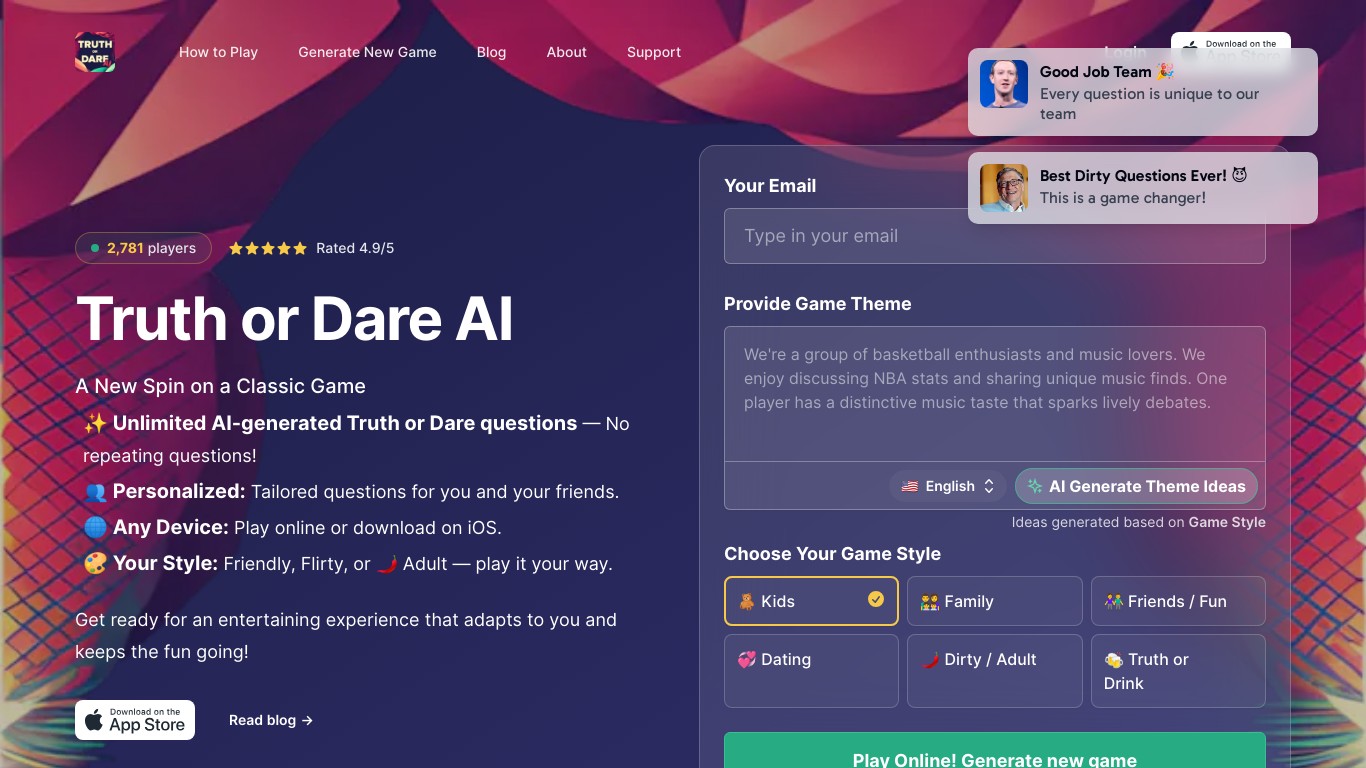 TRUTH
OR
DARE
How to Play
Generate New Game
Blog
About
Support
Login
Download on the
App Store
Good Job Team 🎉
Every question is unique to our
team
Best Dirty Questions Ever! 😈
This is a game changer!
2,781 players
Rated 4.9/5
Truth or Dare AI
A New Spin on a Classic Game
✨ Unlimited AI-generated Truth or Dare questions — No
repeating questions!
👥 Personalized: Tailored questions for you and your friends.
🌐 Any Device: Play online or download on iOS.
🎨 Your Style: Friendly, Flirty, or 🌶️ Adult — play it your way.
Get ready for an entertaining experience that adapts to you and
keeps the fun going!
Download on the
App Store
Read blog →
Your Email
Type in your email
Provide Game Theme
We're a group of basketball enthusiasts and music lovers. We
enjoy discussing NBA stats and sharing unique music finds. One
player has a distinctive music taste that sparks lively debates.
🇺🇸 English
AI Generate Theme Ideas
Ideas generated based on Game Style
Choose Your Game Style
🧸 Kids
👨‍👩‍👧‍👦 Family
👫 Friends / Fun
💞 Dating
🌶️ Dirty / Adult
🍻 Truth or
Drink
Play Online! Generate new game